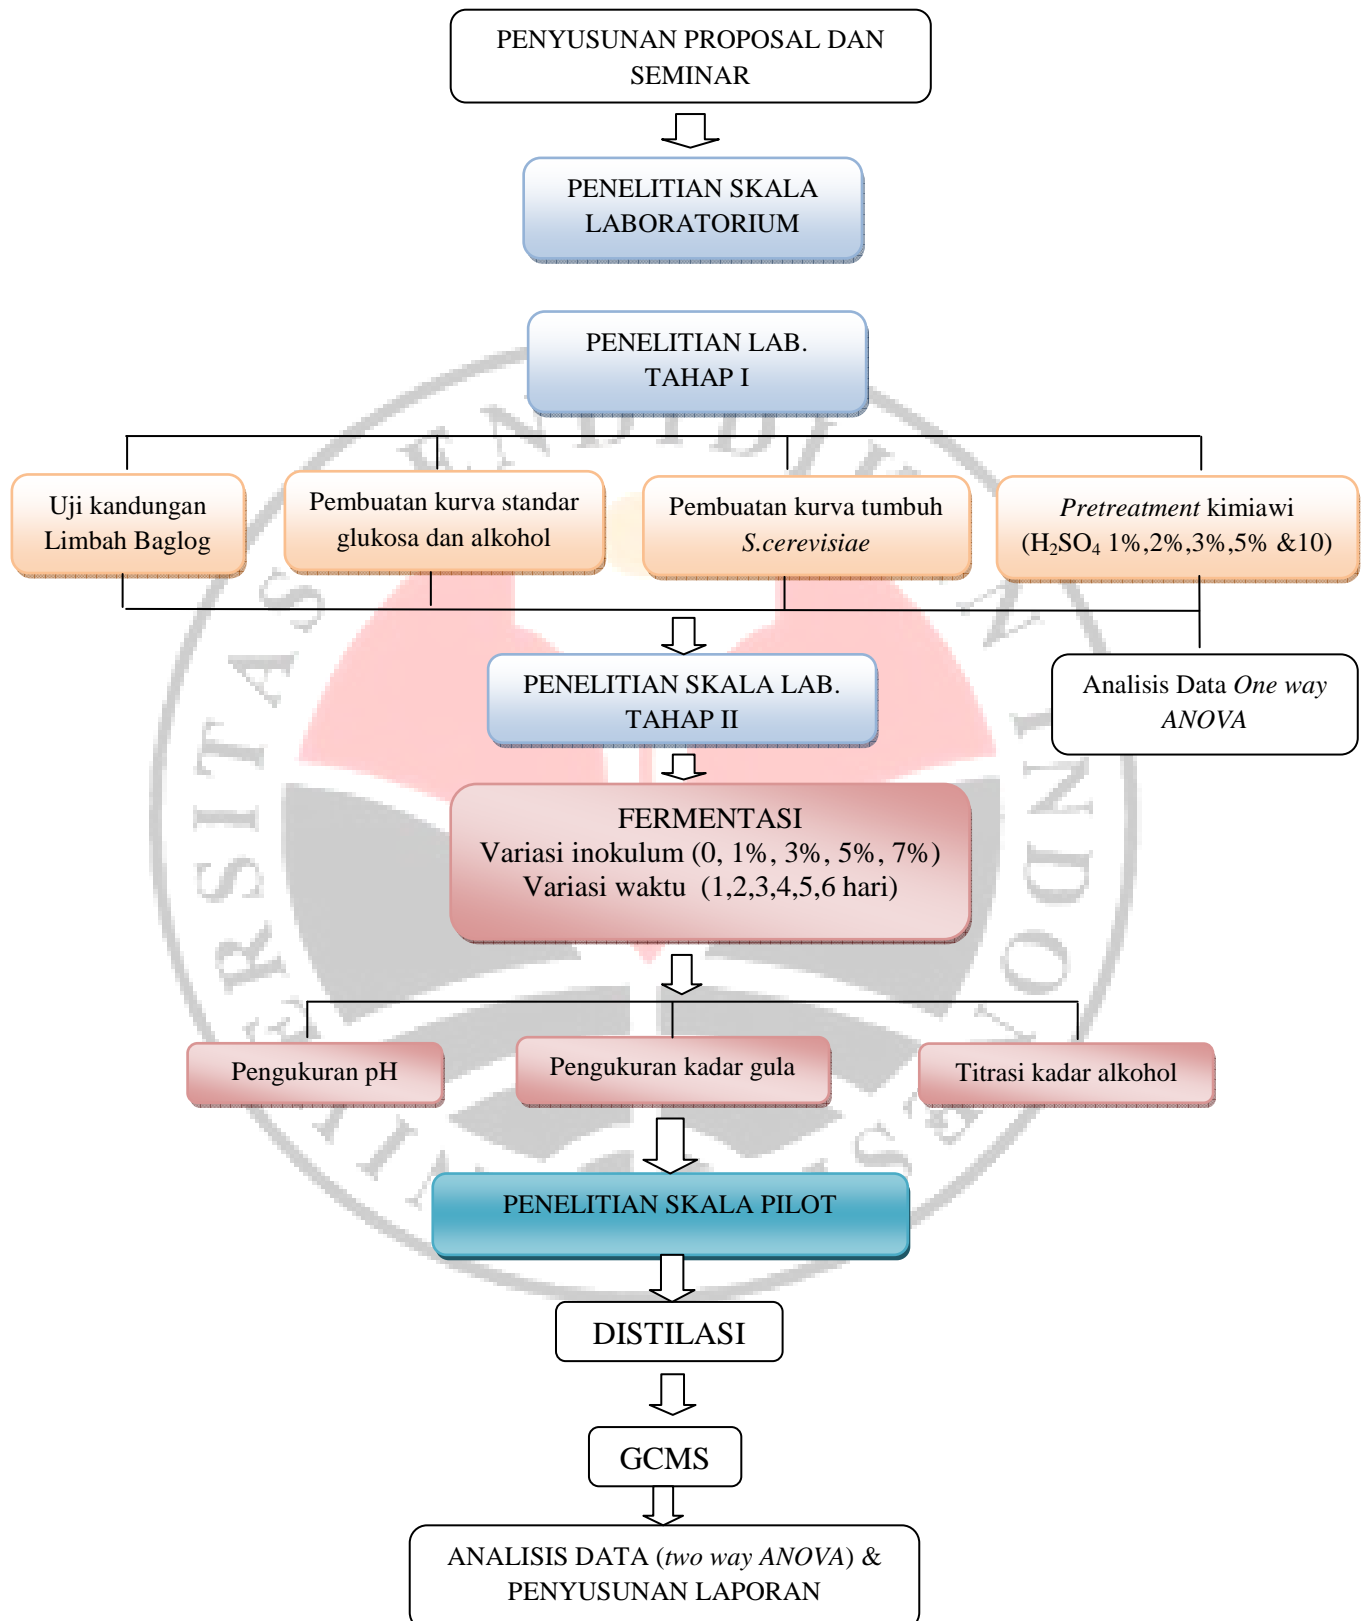 PENYUSUNAN PROPOSAL DAN
SEMINAR
PENELITIAN SKALA
LABORATORIUM
PENELITIAN LAB.
TAHAP I
Uji kandungan
Limbah Baglog
Pembuatan kurva standar
glukosa dan alkohol
Pembuatan kurva tumbuh
S.cerevisiae
Pretreatment kimiawi
(H₂SO₄ 1%,2%,3%,5% &10)
PENELITIAN SKALA LAB.
TAHAP II
Analisis Data One way
ANOVA
FERMENTASI
Variasi inokulum (0, 1%, 3%, 5%, 7%)
Variasi waktu (1,2,3,4,5,6 hari)
Pengukuran pH
Pengukuran kadar gula
Titrasi kadar alkohol
PENELITIAN SKALA PILOT
DISTILASI
GCMS
ANALISIS DATA (two way ANOVA) &
PENYUSUNAN LAPORAN